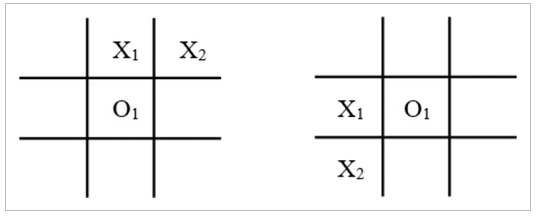 X₁ X₂
O₁
X₁ O₁
X₂